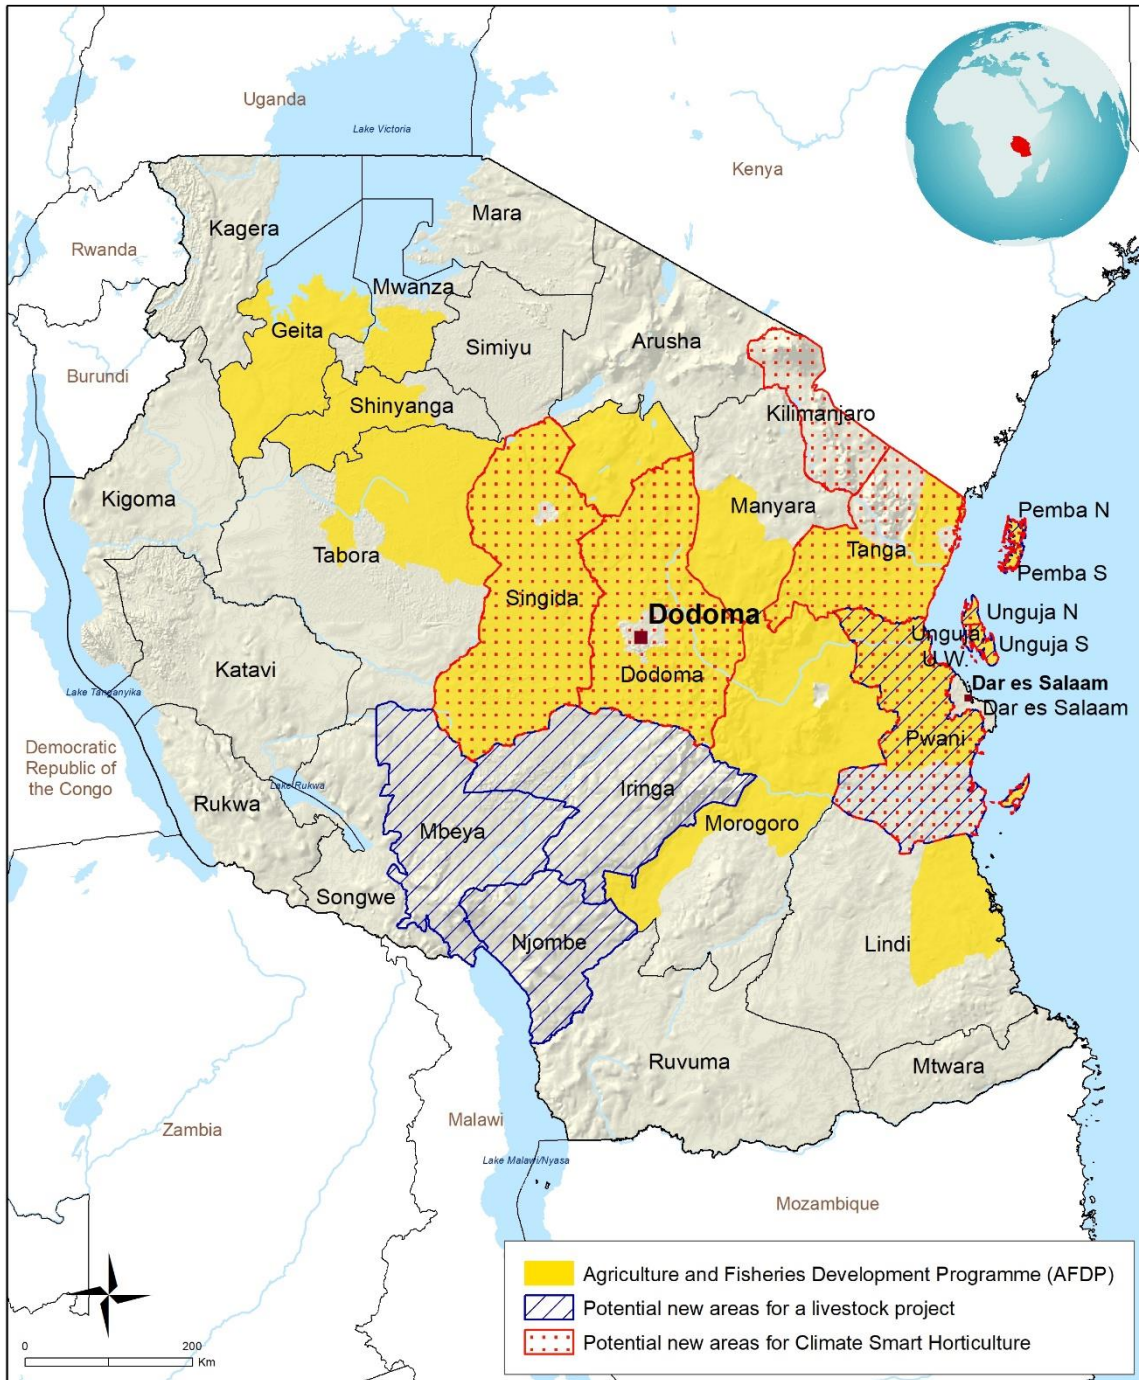 Uganda
Lake Victoria
Kenya
Kagera
Mara
Rwanda
Mwanza
Geita
Simiyu
Arusha
Burundi
Shinyanga
Kilimanjaro
Kigoma
Manyara
Pemba N
Tabora
Tanga
Pemba S
Singida
Dodoma
Unguja N
Unguja
U.W.
Unguja S
Katavi
Dodoma
Dar es Salaam
Dar es Salaam
Lake Tanganyika
Pwani
Democratic
Republic of
the Congo
Rukwa
Lake Rukwa
Iringa
Mbeya
Morogoro
Songwe
Njombe
Lindi
Ruvuma
Mtwara
Zambia
Malawi
Lake Malawi/Nyasa
Mozambique
Agriculture and Fisheries Development Programme (AFDP)
Potential new areas for a livestock project
Potential new areas for Climate Smart Horticulture
0 200
Km